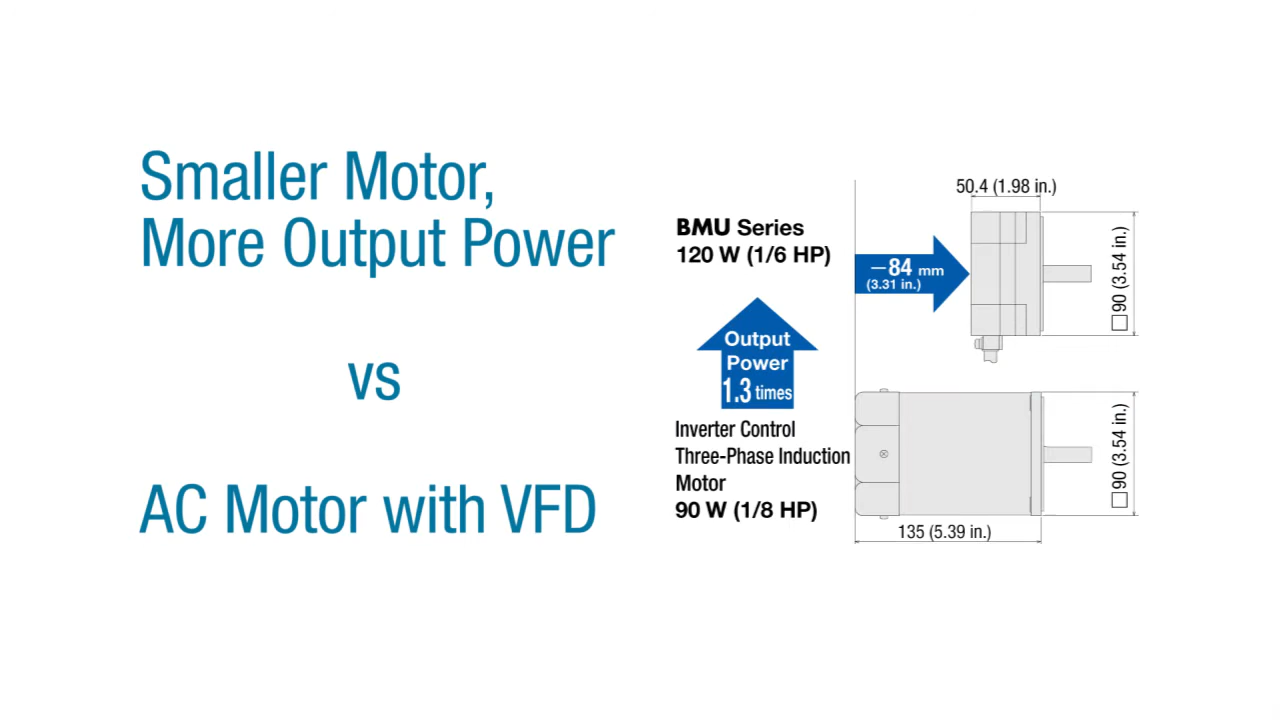 Smaller Motor,
More Output Power
vs
AC Motor with VFD
BMU Series
120 W (1/6 HP)
Output
Power
1.3 times
Inverter Control
Three-Phase Induction
Motor
90 W (1/8 HP)
50.4 (1.98 in.)
−84 mm
(3.31 in.)
□90 (3.54 in.)
□90 (3.54 in.)
135 (5.39 in.)